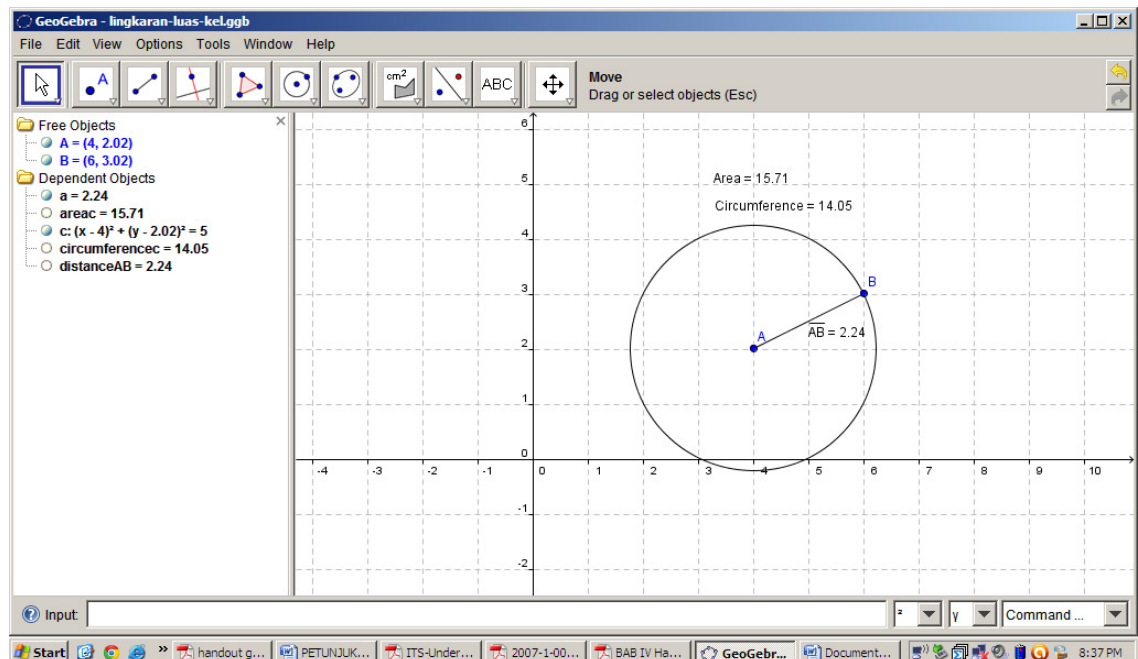 GeoGebra - lingkaran-luas-kel.ggb
File Edit View Options Tools Window Help
cm²
ABC
Move
Drag or select objects (Esc)
Free Objects
A = (4, 2.02)
B = (6, 3.02)
Dependent Objects
a = 2.24
areac = 15.71
c: (x - 4)² + (y - 2.02)² = 5
circumferencec = 14.05
distanceAB = 2.24
6
5
Area = 15.71
Circumference = 14.05
4
3
B
2
A
AB = 2.24
1
0
-4 -3 -2 -1 0 1 2 3 4 5 6 7 8 9 10
-1
-2
Input:
² γ Command ...
Start » handout g... PETUNJUK... ITS-Under... 2007-1-00... BAB IV Ha... GeoGebr... Document... 8:37 PM